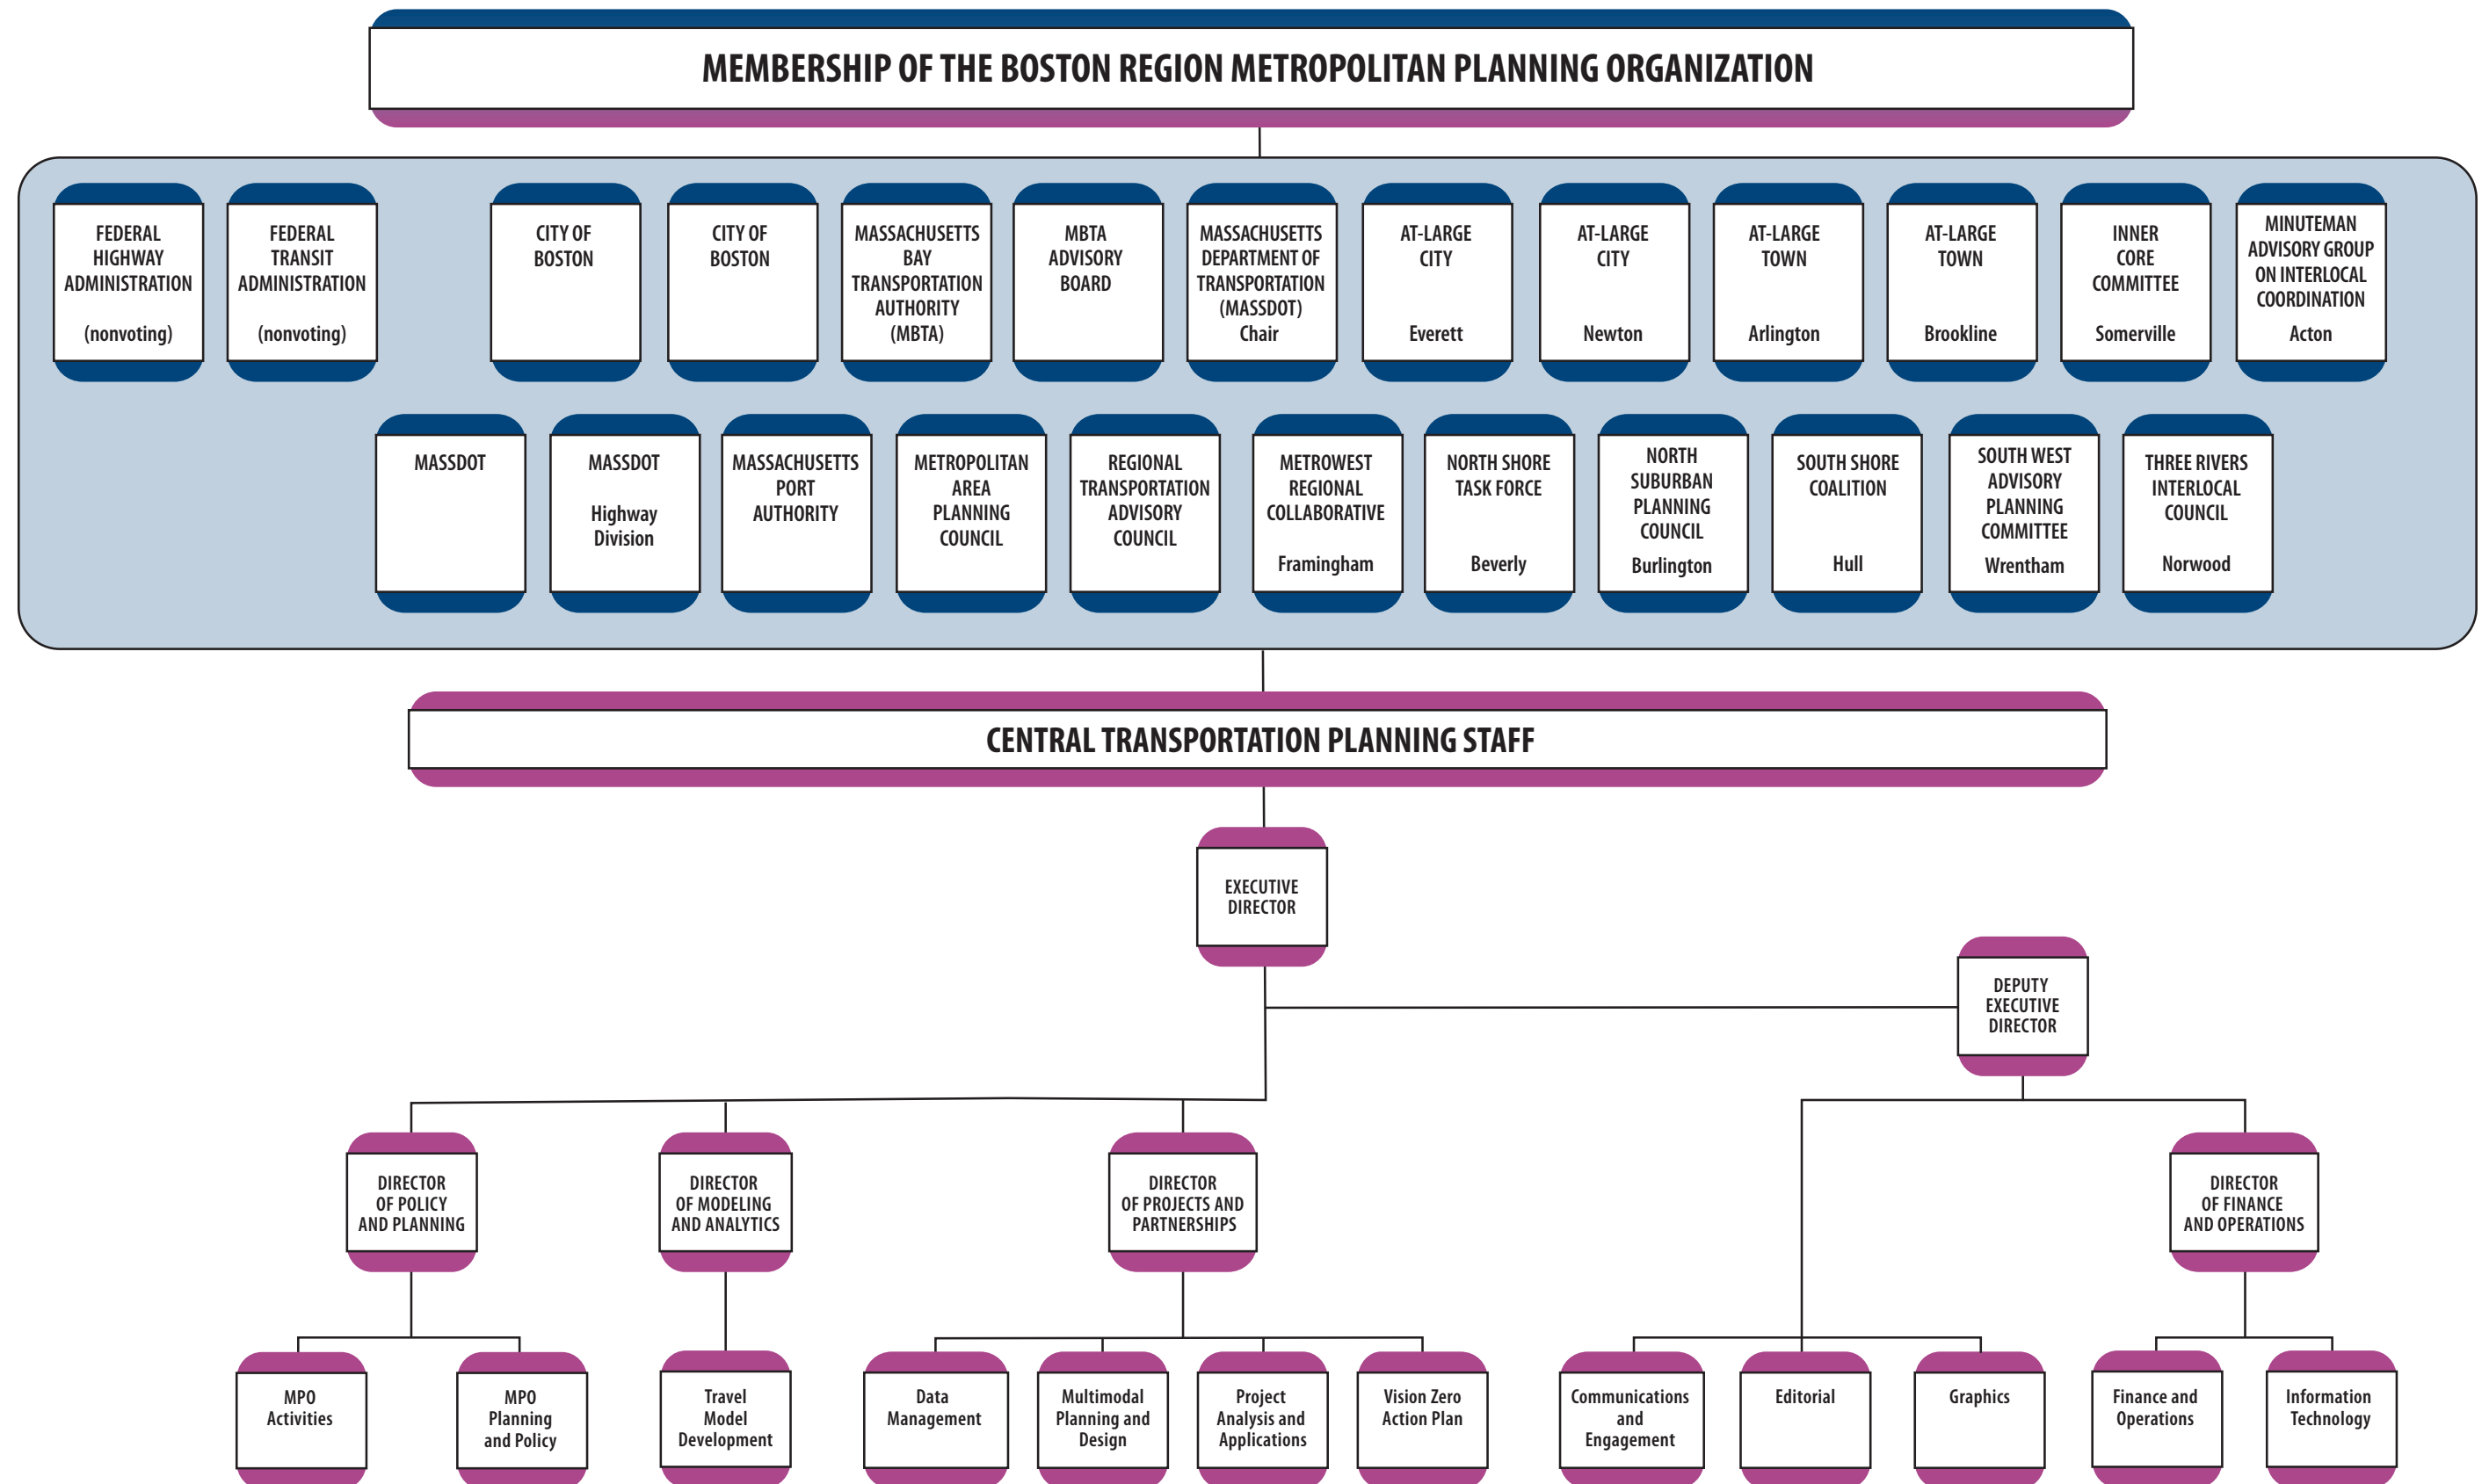 MEMBERSHIP OF THE BOSTON REGION METROPOLITAN PLANNING ORGANIZATION
FEDERAL
HIGHWAY
ADMINISTRATION
(nonvoting)
FEDERAL
TRANSIT
ADMINISTRATION
(nonvoting)
CITY OF
BOSTON
CITY OF
BOSTON
MASSACHUSETTS
BAY
TRANSPORTATION
AUTHORITY
(MBTA)
MBTA
ADVISORY
BOARD
MASSACHUSETTS
DEPARTMENT OF
TRANSPORTATION
(MASSDOT)
Chair
AT-LARGE
CITY
Everett
AT-LARGE
CITY
Newton
AT-LARGE
TOWN
Arlington
AT-LARGE
TOWN
Brookline
INNER
CORE
COMMITTEE
Somerville
MINUTEMAN
ADVISORY GROUP
ON INTERLOCAL
COORDINATION
Acton
MASSDOT
MASSDOT
Highway
Division
MASSACHUSETTS
PORT
AUTHORITY
METROPOLITAN
AREA
PLANNING
COUNCIL
REGIONAL
TRANSPORTATION
ADVISORY
COUNCIL
METROWEST
REGIONAL
COLLABORATIVE
Framingham
NORTH SHORE
TASK FORCE
Beverly
NORTH
SUBURBAN
PLANNING
COUNCIL
Burlington
SOUTH SHORE
COALITION
Hull
SOUTH WEST
ADVISORY
PLANNING
COMMITTEE
Wrentham
THREE RIVERS
INTERLOCAL
COUNCIL
Norwood
CENTRAL TRANSPORTATION PLANNING STAFF
EXECUTIVE
DIRECTOR
DEPUTY
EXECUTIVE
DIRECTOR
DIRECTOR
OF POLICY
AND PLANNING
DIRECTOR
OF MODELING
AND ANALYTICS
DIRECTOR
OF PROJECTS AND
PARTNERSHIPS
DIRECTOR
OF FINANCE
AND OPERATIONS
MPO
Activities
MPO
Planning
and Policy
Travel
Model
Development
Data
Management
Multimodal
Planning and
Design
Project
Analysis and
Applications
Vision Zero
Action Plan
Communications
and
Engagement
Editorial
Graphics
Finance and
Operations
Information
Technology